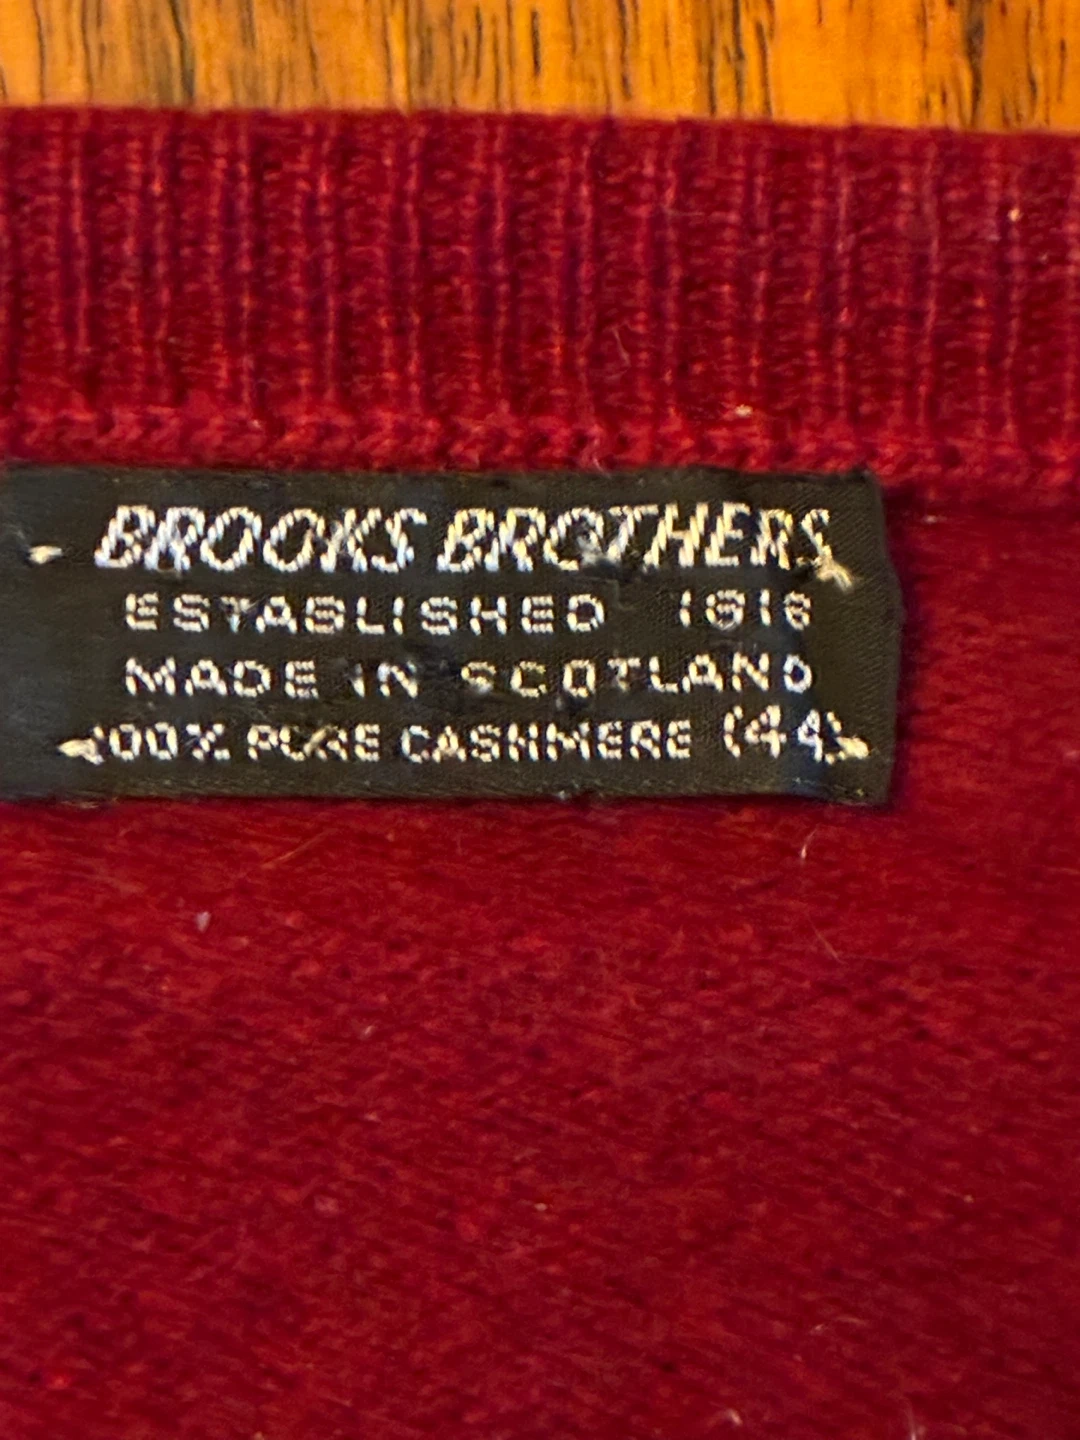 BROOKS BROTHERS
ESTABLISHED 1818
MADE IN SCOTLAND
100% PURE CASHMERE (44)